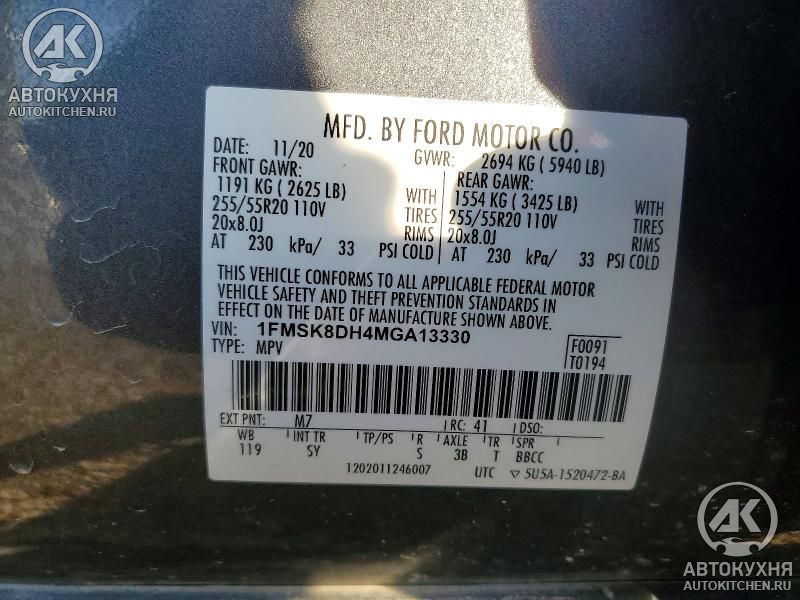 АК
АВТОКУХНЯ
AUTOKITCHEN.RU
MFD. BY FORD MOTOR CO.
DATE: 11/20 GVWR: 2694 KG ( 5940 LB)
FRONT GAWR: REAR GAWR:
1191 KG ( 2625 LB) WITH 1554 KG ( 3425 LB) WITH
255/55R20 110V TIRES 255/55R20 110V TIRES
20x8.0J RIMS 20x8.0J RIMS
AT 230 kPa/ 33 PSI COLD AT 230 kPa/ 33 PSI COLD
THIS VEHICLE CONFORMS TO ALL APPLICABLE FEDERAL MOTOR
VEHICLE SAFETY AND THEFT PREVENTION STANDARDS IN
EFFECT ON THE DATE OF MANUFACTURE SHOWN ABOVE.
VIN: 1FMSK8DH4MGA13330 F0091
TYPE: MPV T0194
EXT PNT: M7 RC: 41 DSO:
WB INT TR TP/PS R AXLE TR SPR
119 SY S 3B T BBCC
1202011246007 UTC ▽ 5U5A-1520472-BA
АК
АВТОКУХНЯ
AUTOKITCHEN.RU